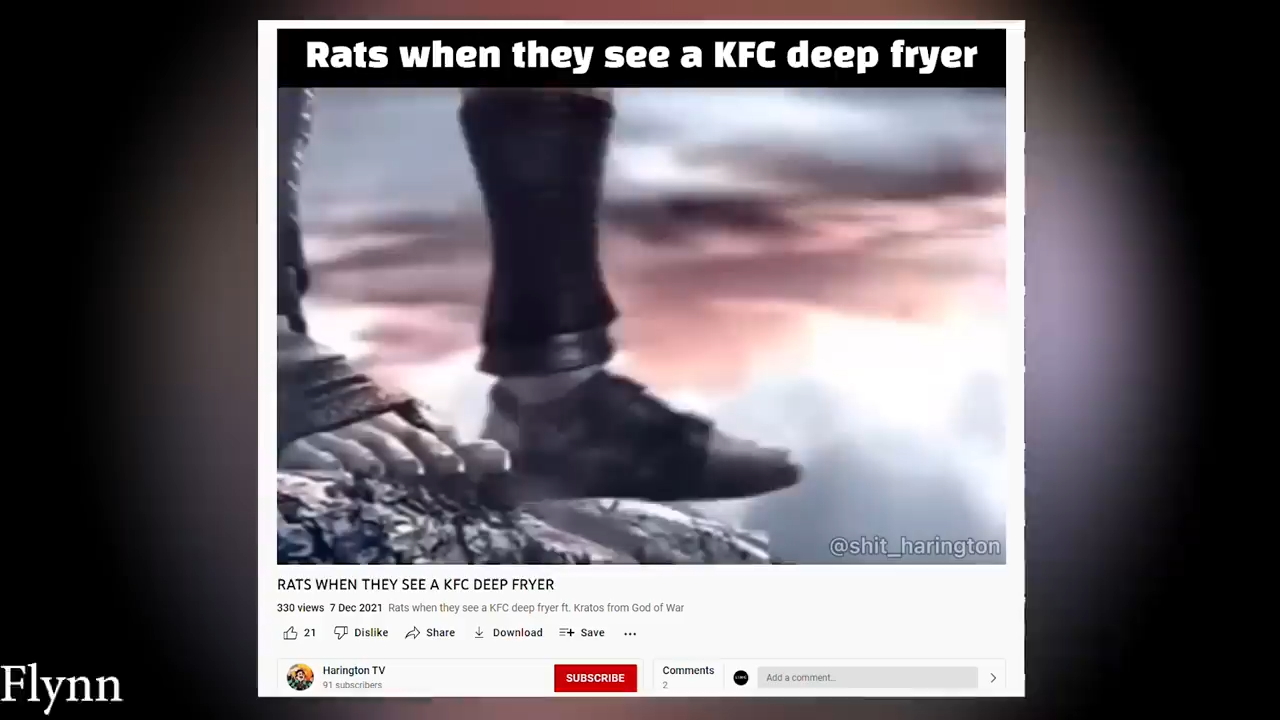 Rats when they see a KFC deep fryer
@shit_harington
RATS WHEN THEY SEE A KFC DEEP FRYER
330 views 7 Dec 2021 Rats when they see a KFC deep fryer ft. Kratos from God of War
21 Dislike Share Download Save ...
Harington TV
91 subscribers
SUBSCRIBE
Comments
2
Add a comment...
Flynn